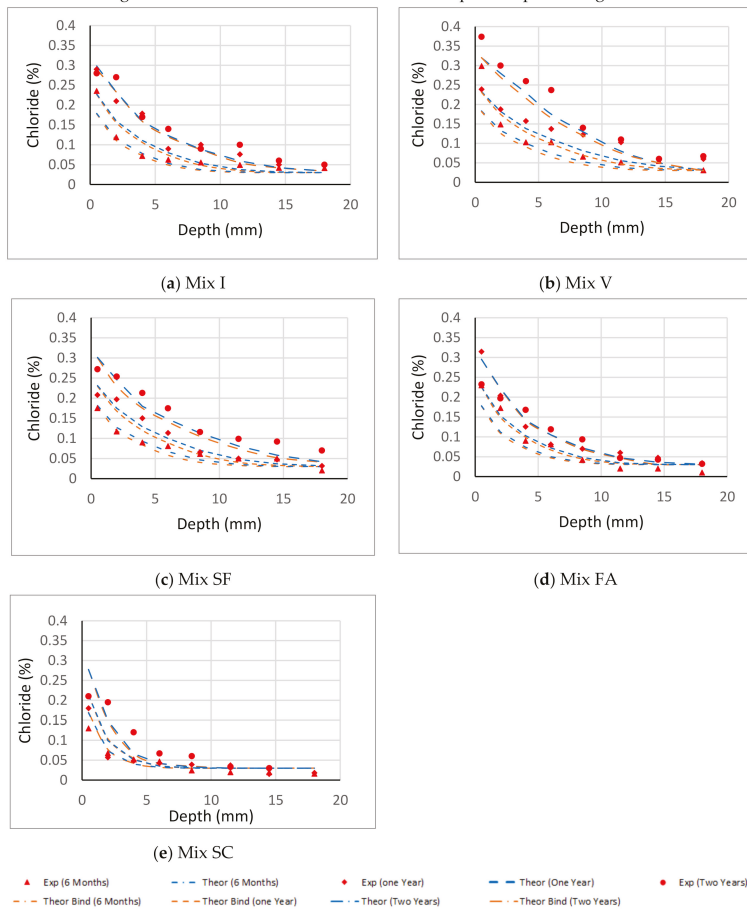 Chloride (%)
0.4
0.35
0.3
0.25
0.2
0.15
0.1
0.05
0
0 5 10 15 20
Depth (mm)
(a) Mix I
Chloride (%)
0.4
0.35
0.3
0.25
0.2
0.15
0.1
0.05
0
0 5 10 15 20
Depth (mm)
(b) Mix V
Chloride (%)
0.4
0.35
0.3
0.25
0.2
0.15
0.1
0.05
0
0 5 10 15 20
Depth (mm)
(c) Mix SF
Chloride (%)
0.4
0.35
0.3
0.25
0.2
0.15
0.1
0.05
0
0 5 10 15 20
Depth (mm)
(d) Mix FA
Chloride (%)
0.4
0.35
0.3
0.25
0.2
0.15
0.1
0.05
0
0 5 10 15 20
Depth (mm)
(e) Mix SC
Exp (6 Months) Theor (6 Months) Exp (one Year) Theor (One Year) Exp (Two Years)
Theor Bind (6 Months) Theor Bind (one Year) Theor (Two Years) Theor Bind (Two Years)